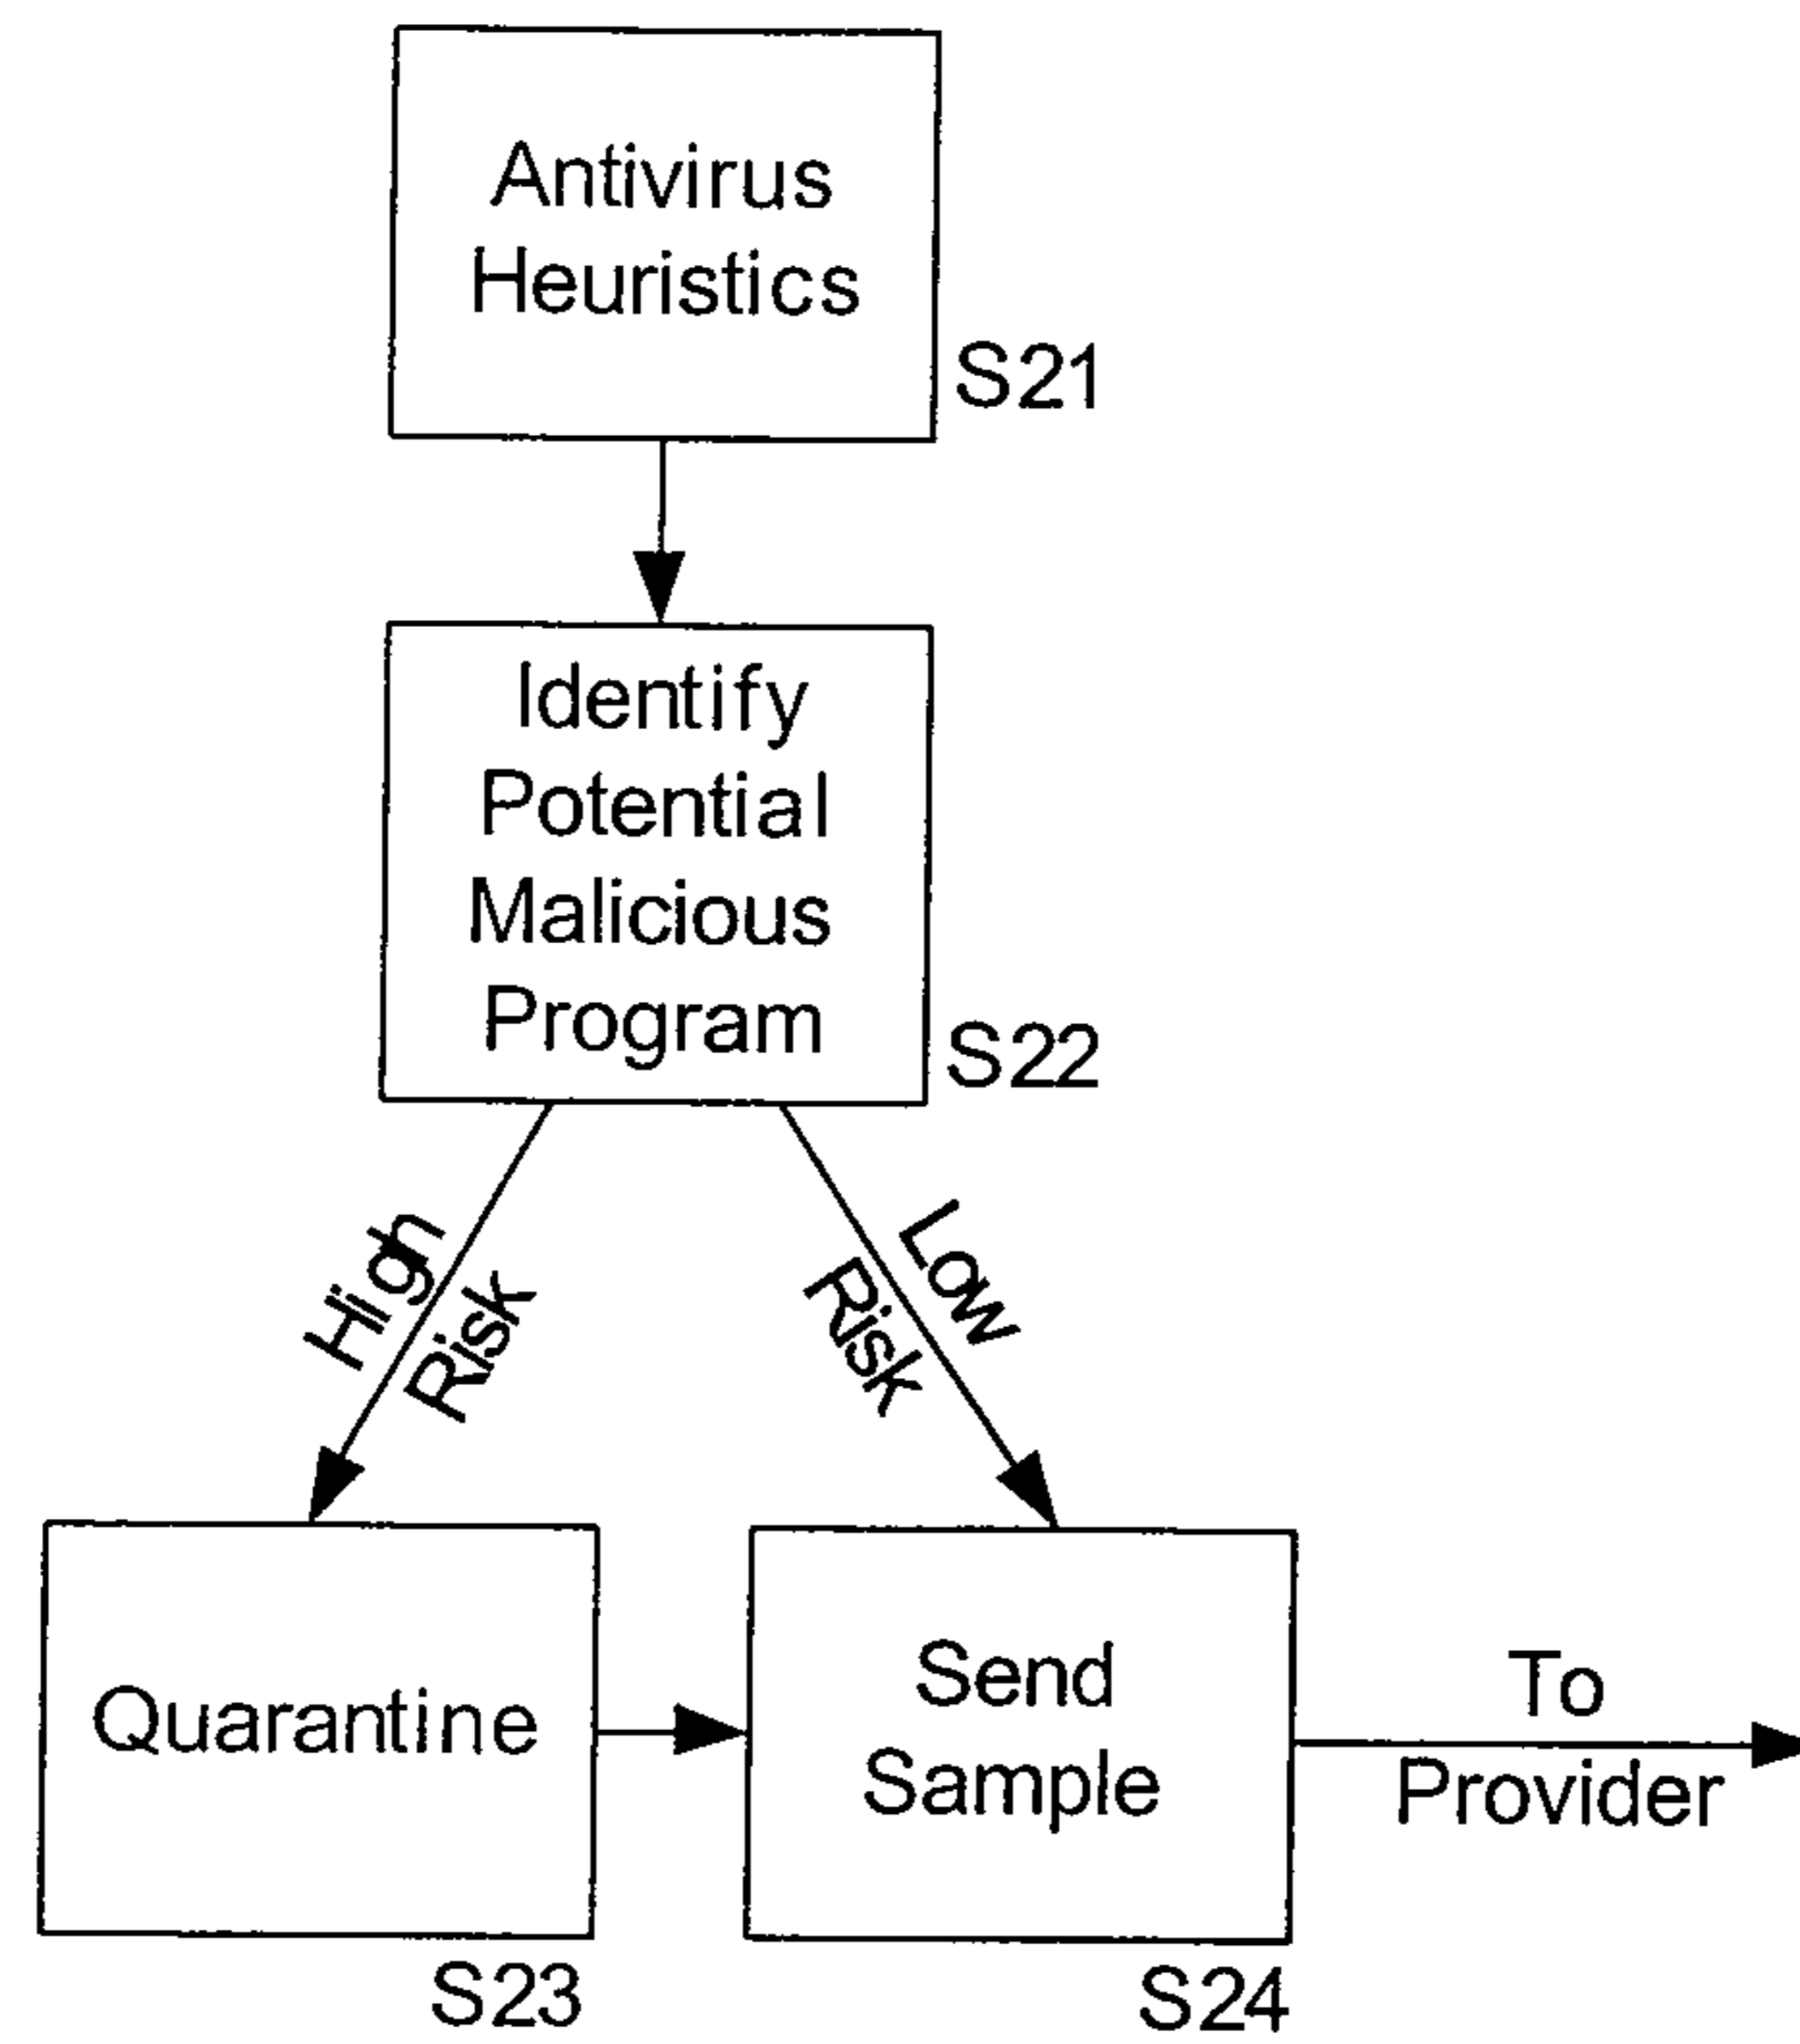 Antivirus
Heuristics
S21
Identify
Potential
Malicious
Program
S22
High
Risk
Low
Risk
Quarantine
S23
Send
Sample
S24
To
Provider